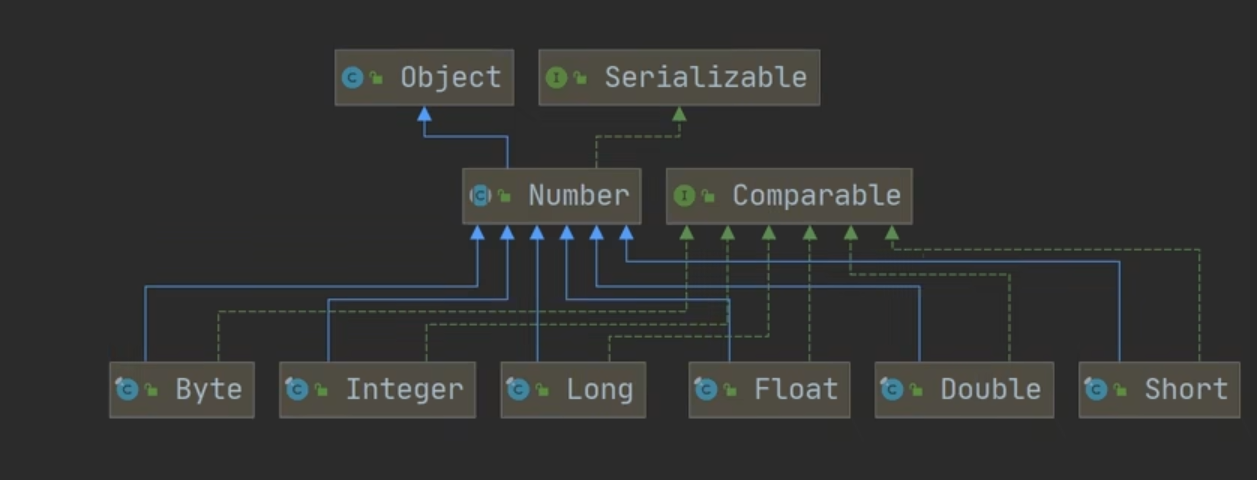 Object
Serializable
Number
Comparable
Byte
Integer
Long
Float
Double
Short